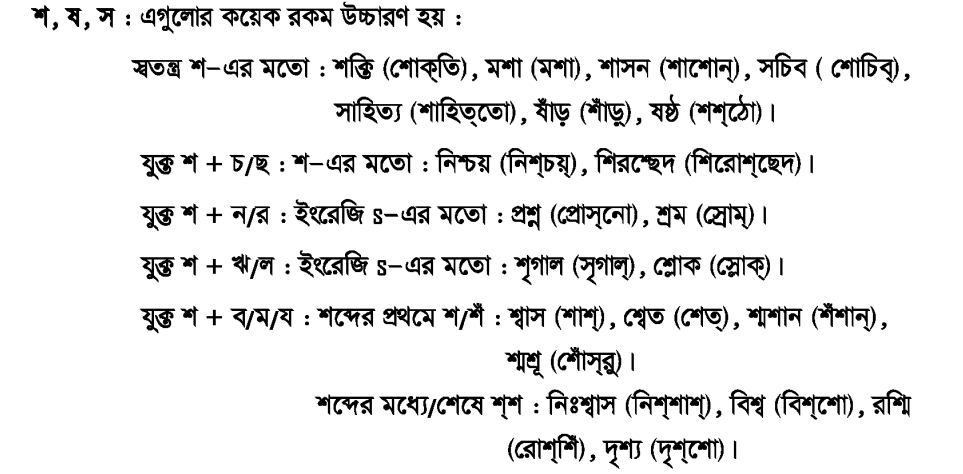 শ, ষ, স : এগুলোর কয়েক রকম উচ্চারণ হয় :
স্বতন্ত্র শ-এর মতো : শক্তি (শোক্‌তি), মশা (মশা), শাসন (শাশোন্‌), সচিব ( শোচিব্‌),
সাহিত্য (শাহিত্‌তো), ষাঁড় (শাঁড়্‌), ষষ্ঠ (শশ্‌ঠো)।
যুক্ত শ + চ/ছ : শ-এর মতো : নিশ্চয় (নিশ্‌চয়্‌), শিরশ্ছেদ (শিরোশ্‌ছেদ)।
যুক্ত শ + ন/র : ইংরেজি s-এর মতো : প্রশ্ন (প্রোস্‌নো), শ্রম (স্রোম্‌)।
যুক্ত শ + ঋ/ল : ইংরেজি s-এর মতো : শৃগাল (সৃগাল্‌), শ্লোক (স্লোক্‌)।
যুক্ত শ + ব/ম/য : শব্দের প্রথমে শ/শঁ : শ্বাস (শাশ্‌), শ্বেত (শেত্‌), শ্মশান (শঁশান্‌),
শ্মশ্রূ (শোঁস্‌রু)।
শব্দের মধ্যে/শেষে শ্‌শ : নিঃশ্বাস (নিশ্‌শাশ্‌), বিশ্ব (বিশ্‌শো), রশ্মি
(রোশ্‌শিঁ), দৃশ্য (দৃশ্‌শো)।